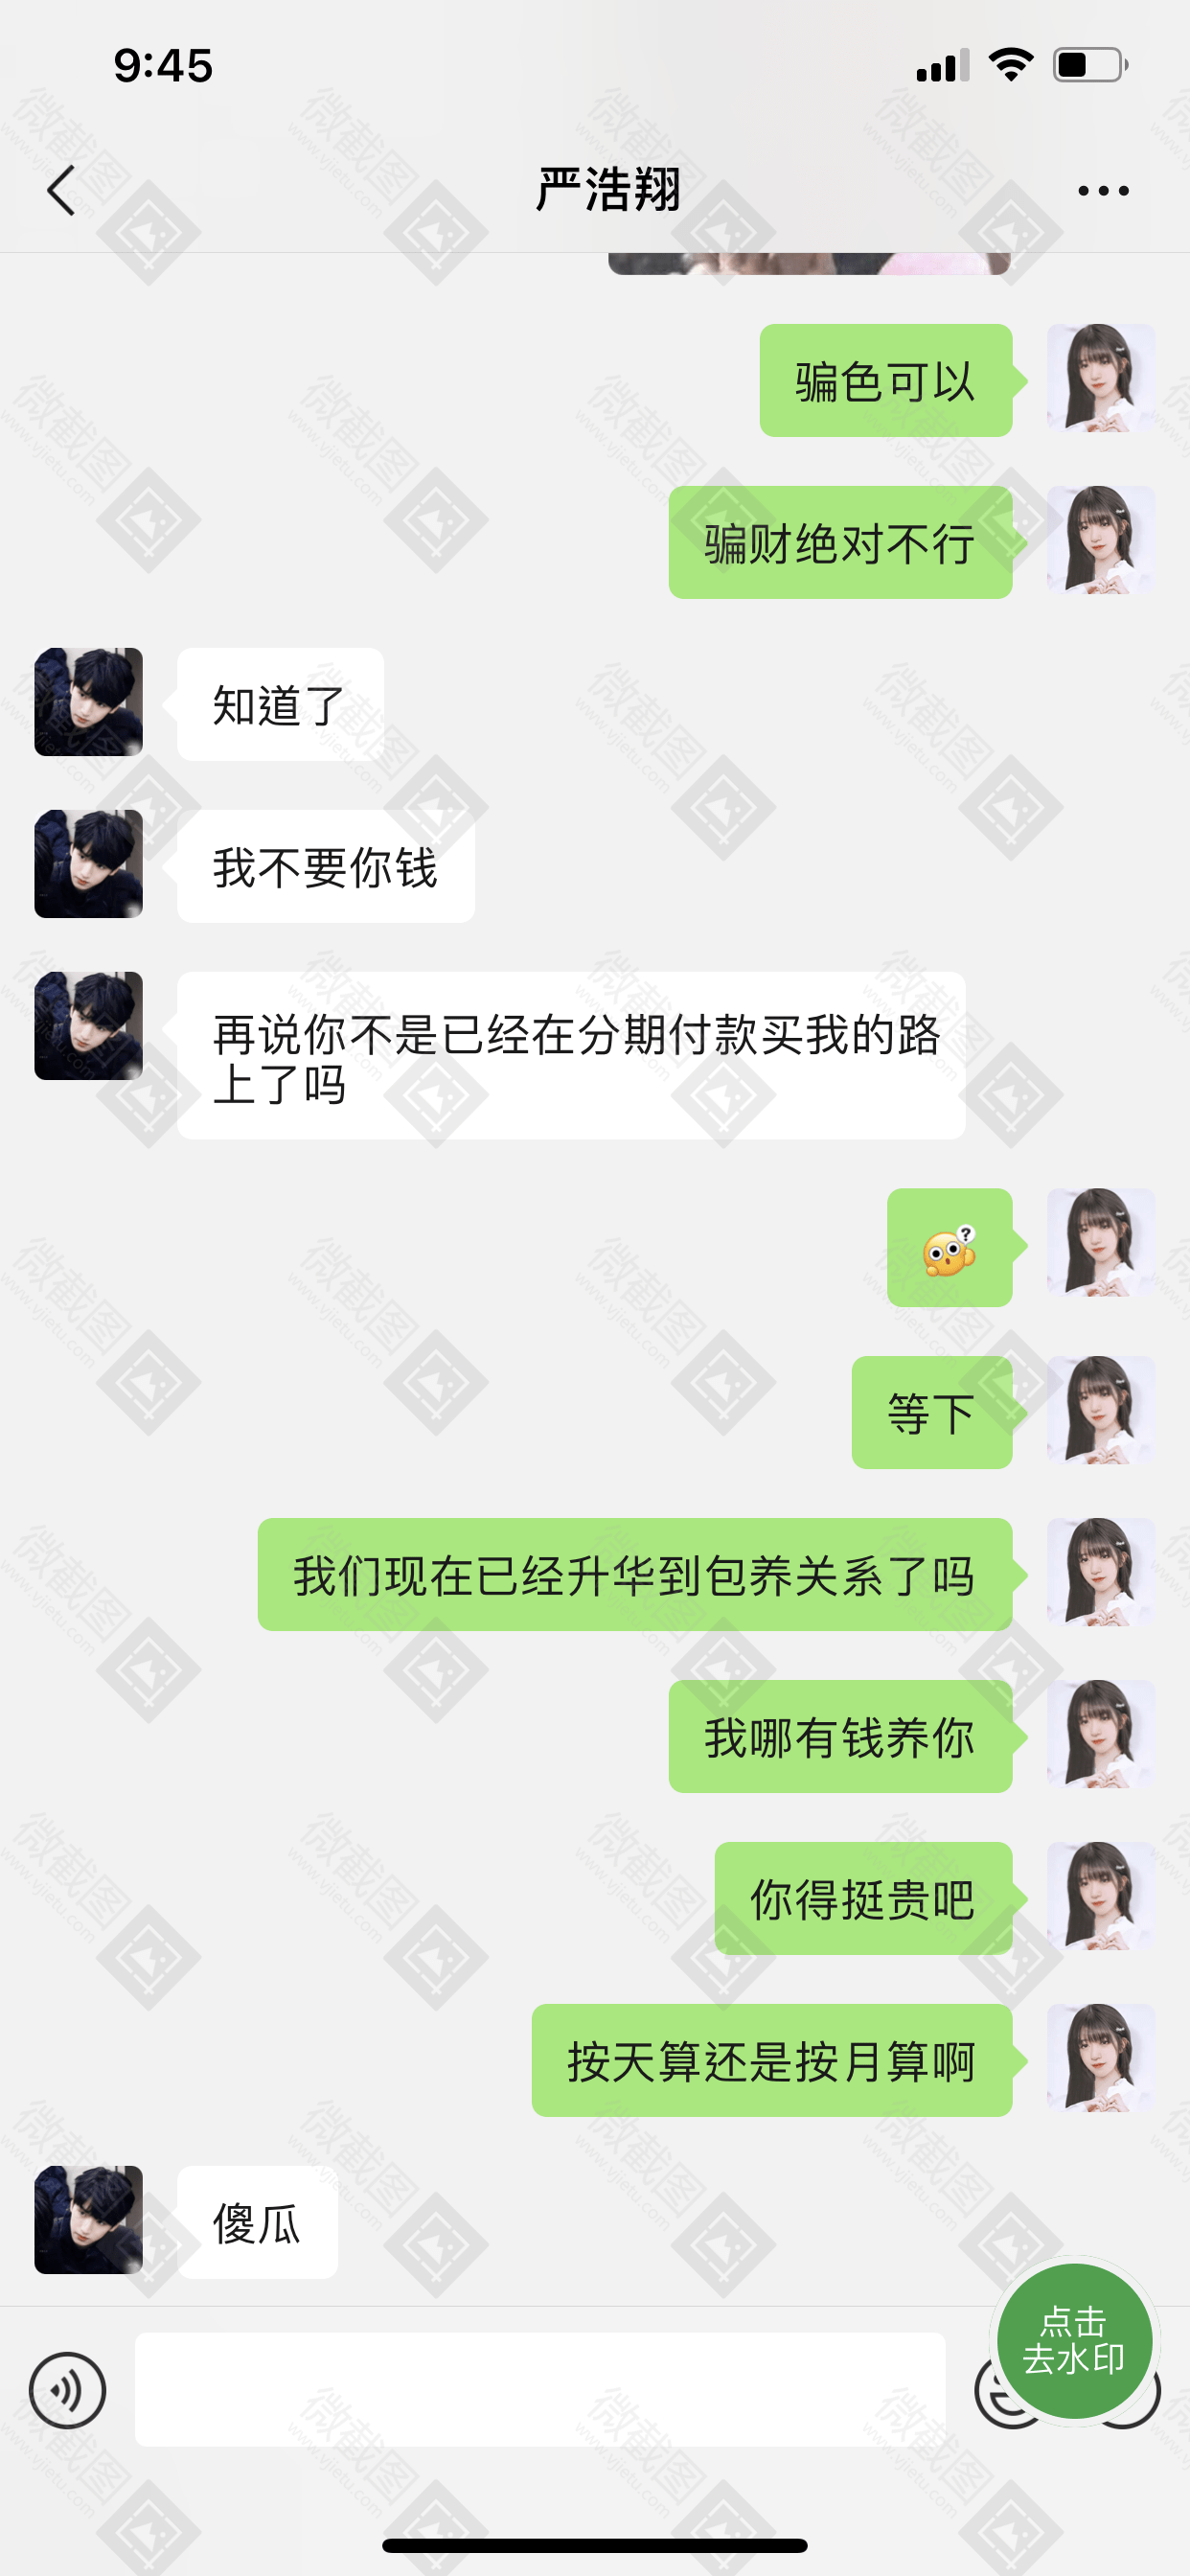 9:45
严浩翔
骗色可以
骗财绝对不行
知道了
我不要你钱
再说你不是已经在分期付款买我的路
上了吗
等下
我们现在已经升华到包养关系了吗
我哪有钱养你
你得挺贵吧
按天算还是按月算啊
傻瓜
点击
去水印
微截图
www.vjietu.com